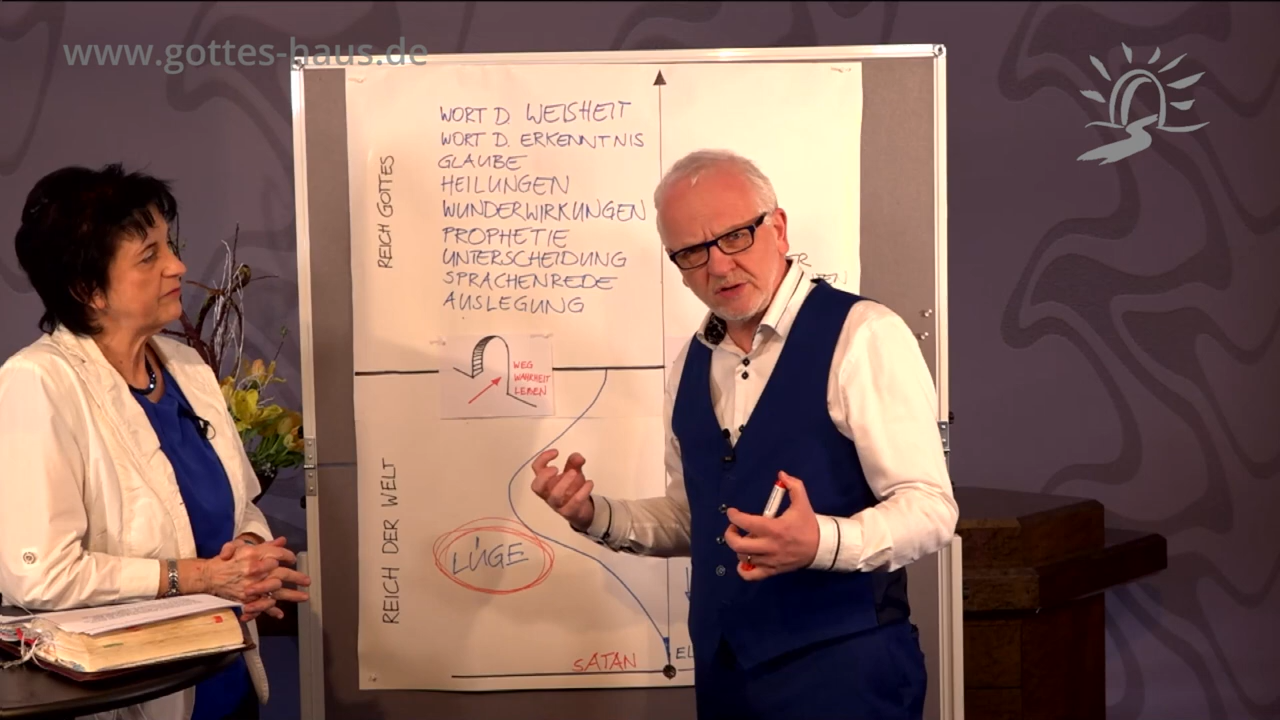 www.gottes-haus.de
REICH GOTTES
WORT D. WEISHEIT
WORT D. ERKENNTNIS
GLAUBE
HEILUNGEN
WUNDERWIRKUNGEN
PROPHETIE
UNTERSCHEIDUNG
SPRACHENREDE
AUSLEGUNG
WEG
WAHRHEIT
LEBEN
REICH DER WELT
LÜGE
SATAN